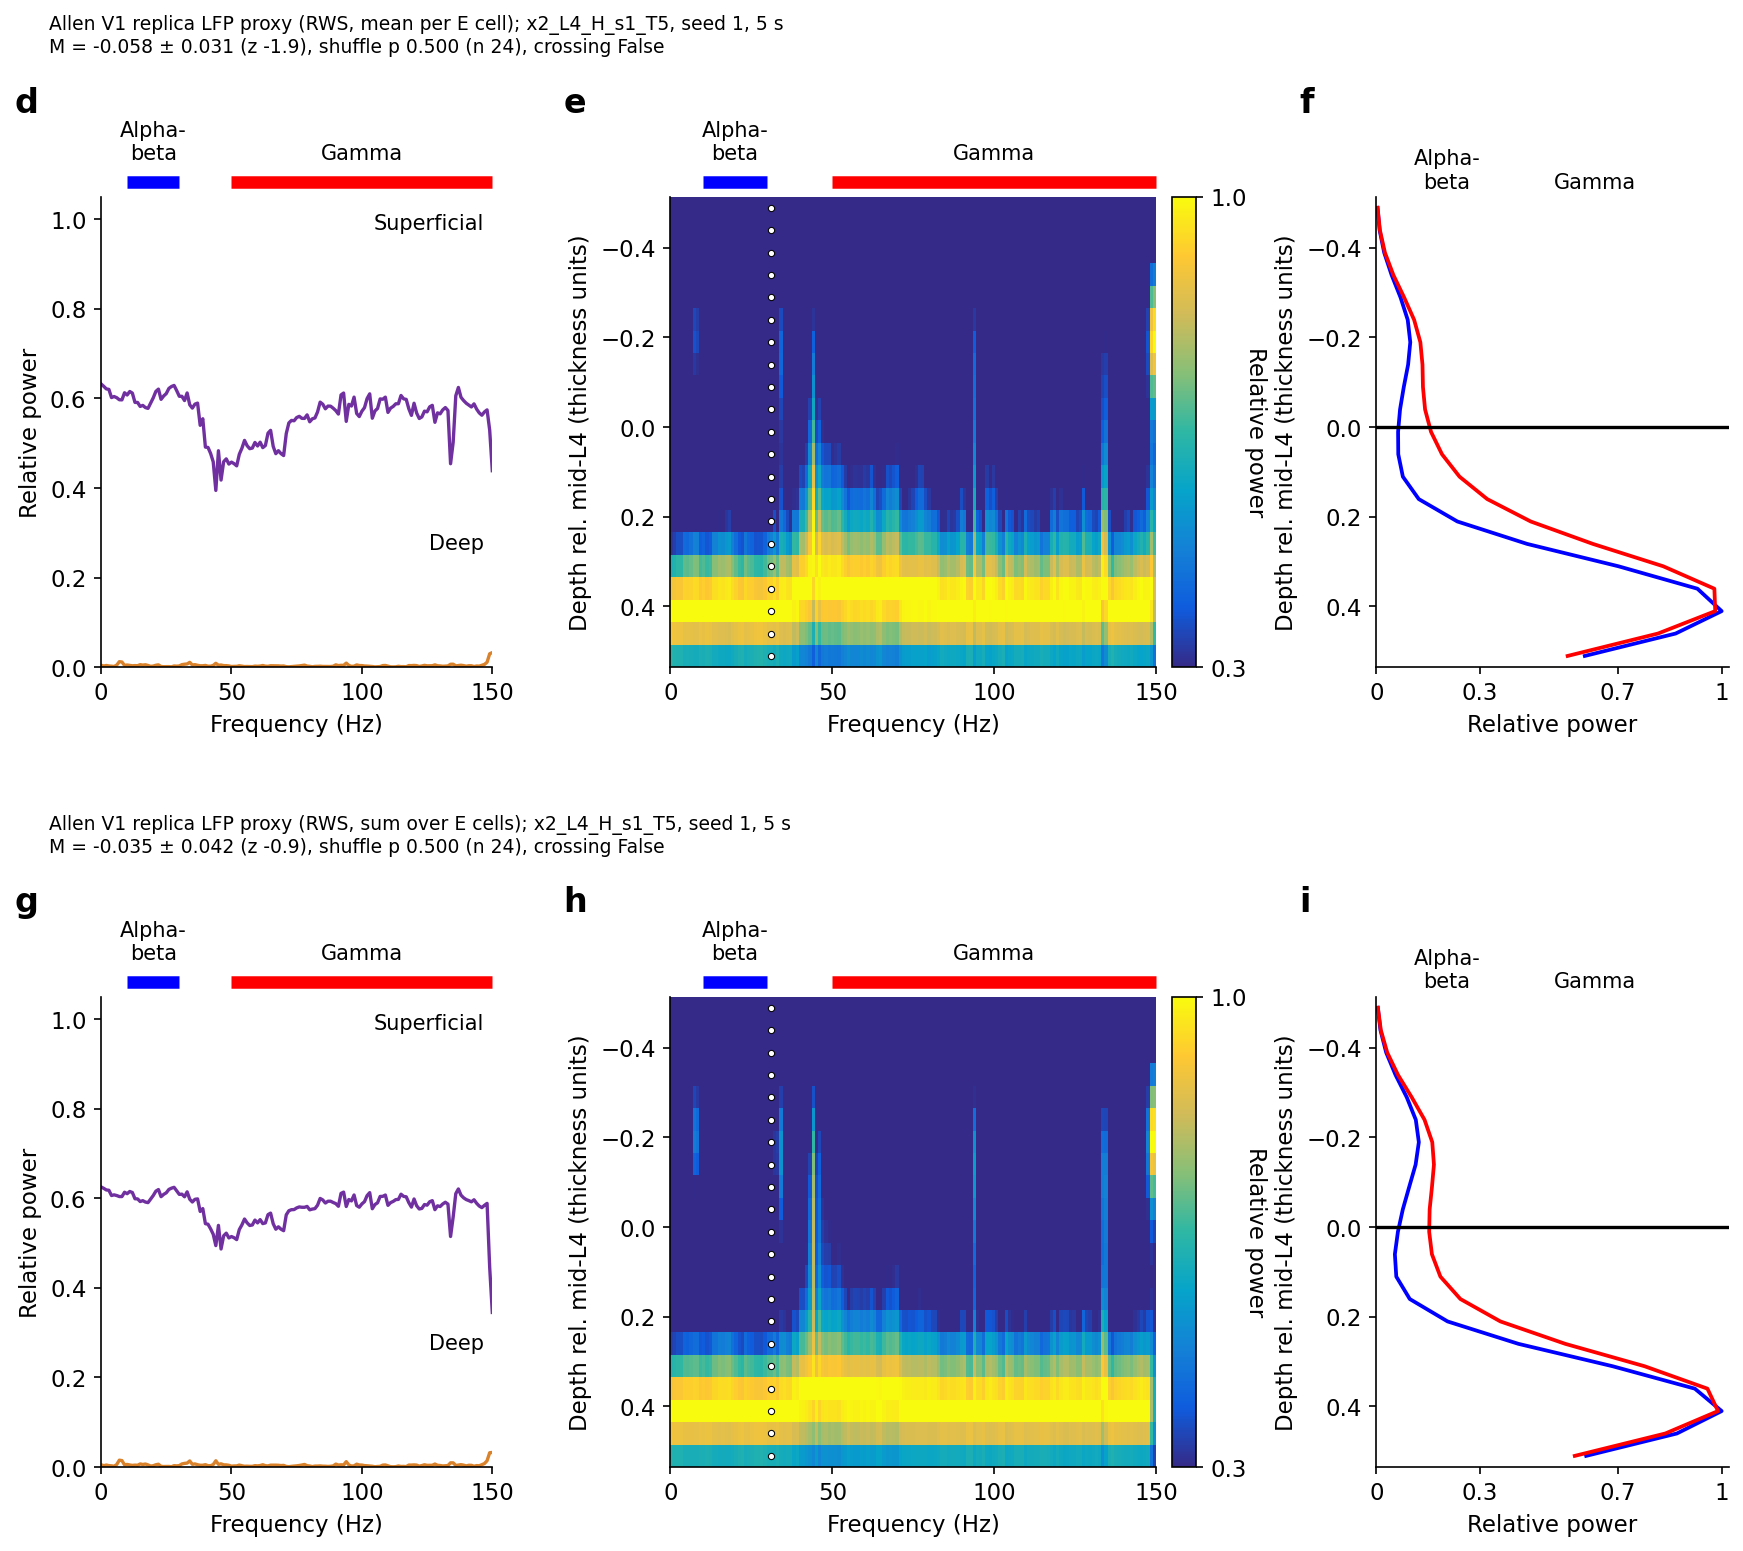 Allen V1 replica LFP proxy (RWS, mean per E cell); x2_L4_H_s1_T5, seed 1, 5 s
M = -0.058 ± 0.031 (z -1.9), shuffle p 0.500 (n 24), crossing False
d
Alpha-
beta
Gamma
Superficial
Deep
1.0
0.8
0.6
0.4
0.2
0.0
0
50
100
150
Relative power
Frequency (Hz)
e
Alpha-
beta
Gamma
−0.4
−0.2
0.0
0.2
0.4
0
50
100
150
Depth rel. mid-L4 (thickness units)
Frequency (Hz)
1.0
0.3
Relative power
f
Alpha-
beta
Gamma
−0.4
−0.2
0.0
0.2
0.4
0
0.3
0.7
1
Depth rel. mid-L4 (thickness units)
Relative power
Allen V1 replica LFP proxy (RWS, sum over E cells); x2_L4_H_s1_T5, seed 1, 5 s
M = -0.035 ± 0.042 (z -0.9), shuffle p 0.500 (n 24), crossing False
g
Alpha-
beta
Gamma
Superficial
Deep
1.0
0.8
0.6
0.4
0.2
0.0
0
50
100
150
Relative power
Frequency (Hz)
h
Alpha-
beta
Gamma
−0.4
−0.2
0.0
0.2
0.4
0
50
100
150
Depth rel. mid-L4 (thickness units)
Frequency (Hz)
1.0
0.3
Relative power
i
Alpha-
beta
Gamma
−0.4
−0.2
0.0
0.2
0.4
0
0.3
0.7
1
Depth rel. mid-L4 (thickness units)
Relative power